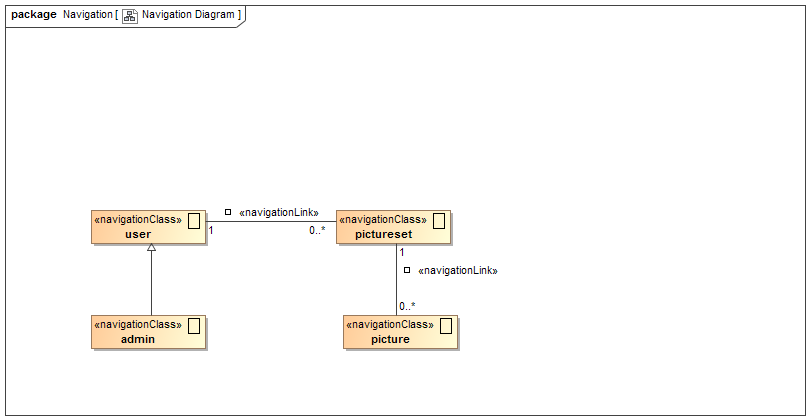 package Navigation [ Navigation Diagram ]
«navigationClass»
user
«navigationLink»
1
0..*
«navigationClass»
pictureset
1
«navigationLink»
0..*
«navigationClass»
admin
«navigationClass»
picture